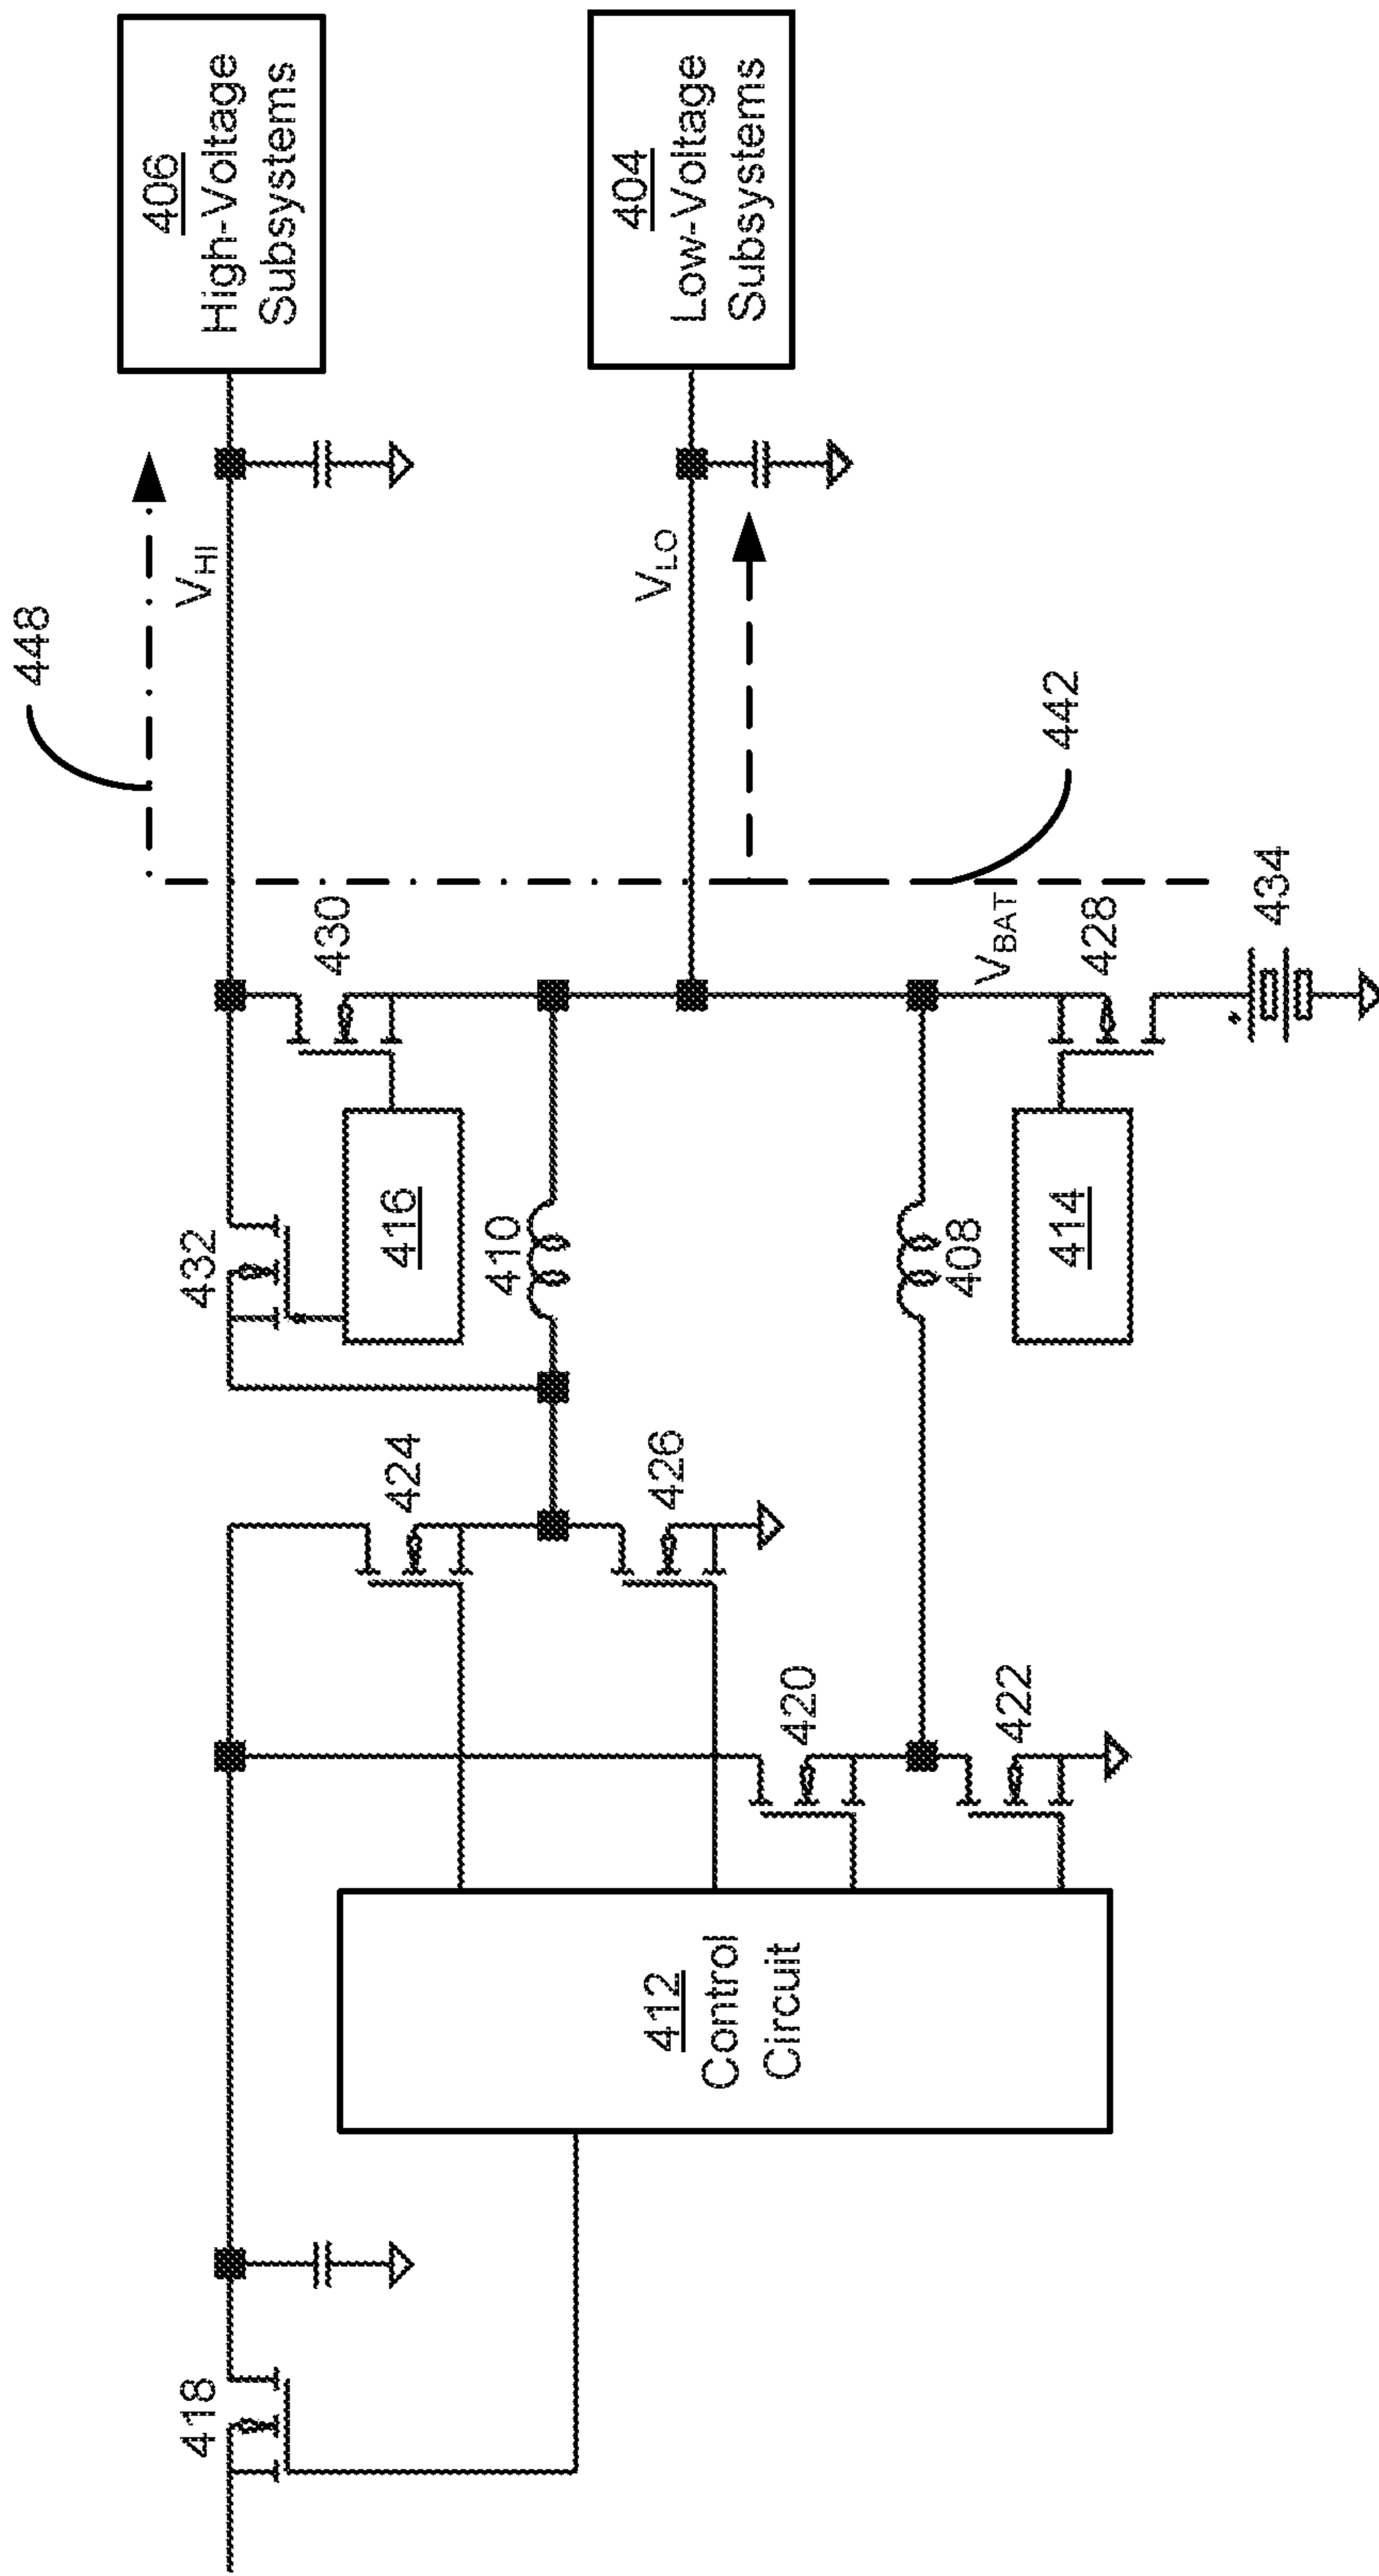 448
406
High-Voltage
Subsystems
V_HI
404
Low-Voltage
Subsystems
V_LO
442
430
V_BAT
428
434
432
416
410
408
414
424
426
420
422
412
Control
Circuit
418